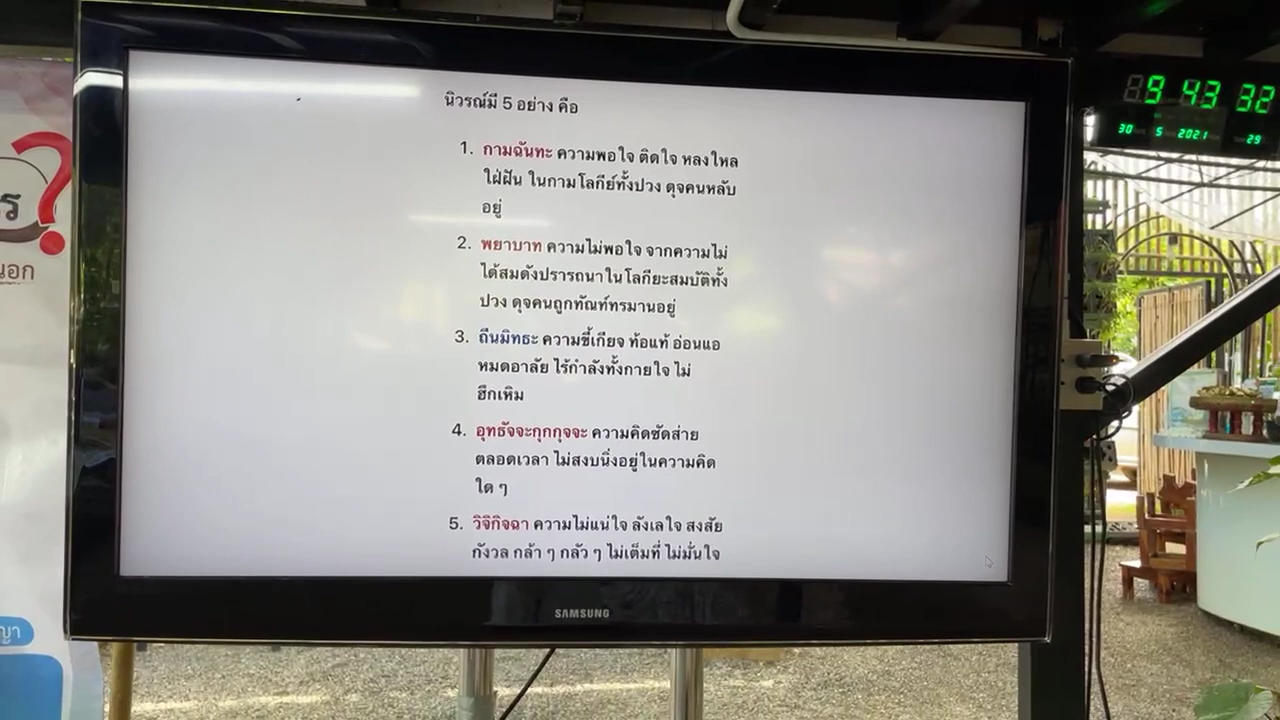 นิวรณ์มี 5 อย่าง คือ
1. กามฉันทะ ความพอใจ ติดใจ หลงใหล
ใฝ่ฝัน ในกามโลกีย์ทั้งปวง ดุจคนหลับ
อยู่
2. พยาบาท ความไม่พอใจ จากความไม่
ได้สมดังปรารถนาในโลกียะสมบัติทั้ง
ปวง ดุจคนถูกทัณฑ์ทรมานอยู่
3. ถีนมิทธะ ความขี้เกียจ ท้อแท้ อ่อนแอ
หมดอาลัย ไร้กำลังทั้งกายใจ ไม่
ฮึกเหิม
4. อุทธัจจะกุกกุจจะ ความคิดซัดส่าย
ตลอดเวลา ไม่สงบนิ่งอยู่ในความคิด
ใด ๆ
5. วิจิกิจฉา ความไม่แน่ใจ ลังเลใจ สงสัย
กังวล กล้า ๆ กลัว ๆ ไม่เต็มที่ ไม่มั่นใจ
SAMSUNG
9 43 32
30 5 2021 29
ร?
นอก
ญา